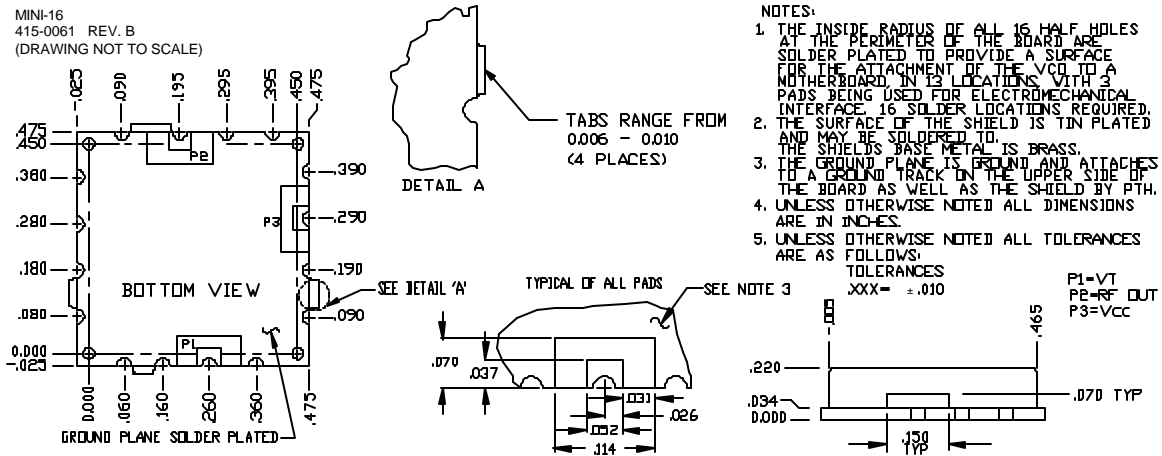 MINI-16
415-0061 REV. B
(DRAWING NOT TO SCALE)
-.025
.090
.195
.295
.395
.450
.475
.475
.450
.380
.280
.180
.080
0.000
-.025
P2
P3
P1
.390
.290
.190
.090
BOTTOM VIEW
SEE DETAIL 'A'
0.000
.060
.160
.260
.360
.475
GROUND PLANE SOLDER PLATED
DETAIL A
TABS RANGE FROM
0.006 - 0.010
(4 PLACES)
TYPICAL OF ALL PADS
SEE NOTE 3
.070
.037
.031
.026
.052
.114
NOTES:
1. THE INSIDE RADIUS OF ALL 16 HALF HOLES
AT THE PERIMETER OF THE BOARD ARE
SOLDER PLATED TO PROVIDE A SURFACE
FOR THE ATTACHMENT OF THE VCO TO A
MOTHERBOARD, IN 13 LOCATIONS, WITH 3
PADS BEING USED FOR ELECTROMECHANICAL
INTERFACE. 16 SOLDER LOCATIONS REQUIRED.
2. THE SURFACE OF THE SHIELD IS TIN PLATED
AND MAY BE SOLDERED TO.
THE SHIELDS BASE METAL IS BRASS.
3. THE GROUND PLANE IS GROUND AND ATTACHES
TO A GROUND TRACK ON THE UPPER SIDE OF
THE BOARD AS WELL AS THE SHIELD BY PTH.
4. UNLESS OTHERWISE NOTED ALL DIMENSIONS
ARE IN INCHES.
5. UNLESS OTHERWISE NOTED ALL TOLERANCES
ARE AS FOLLOWS:
TOLERANCES
.XXX= ±.010
P1=VT
P2=RF OUT
P3=Vcc
.465
.220
.034
0.000
.070 TYP
.150
TYP